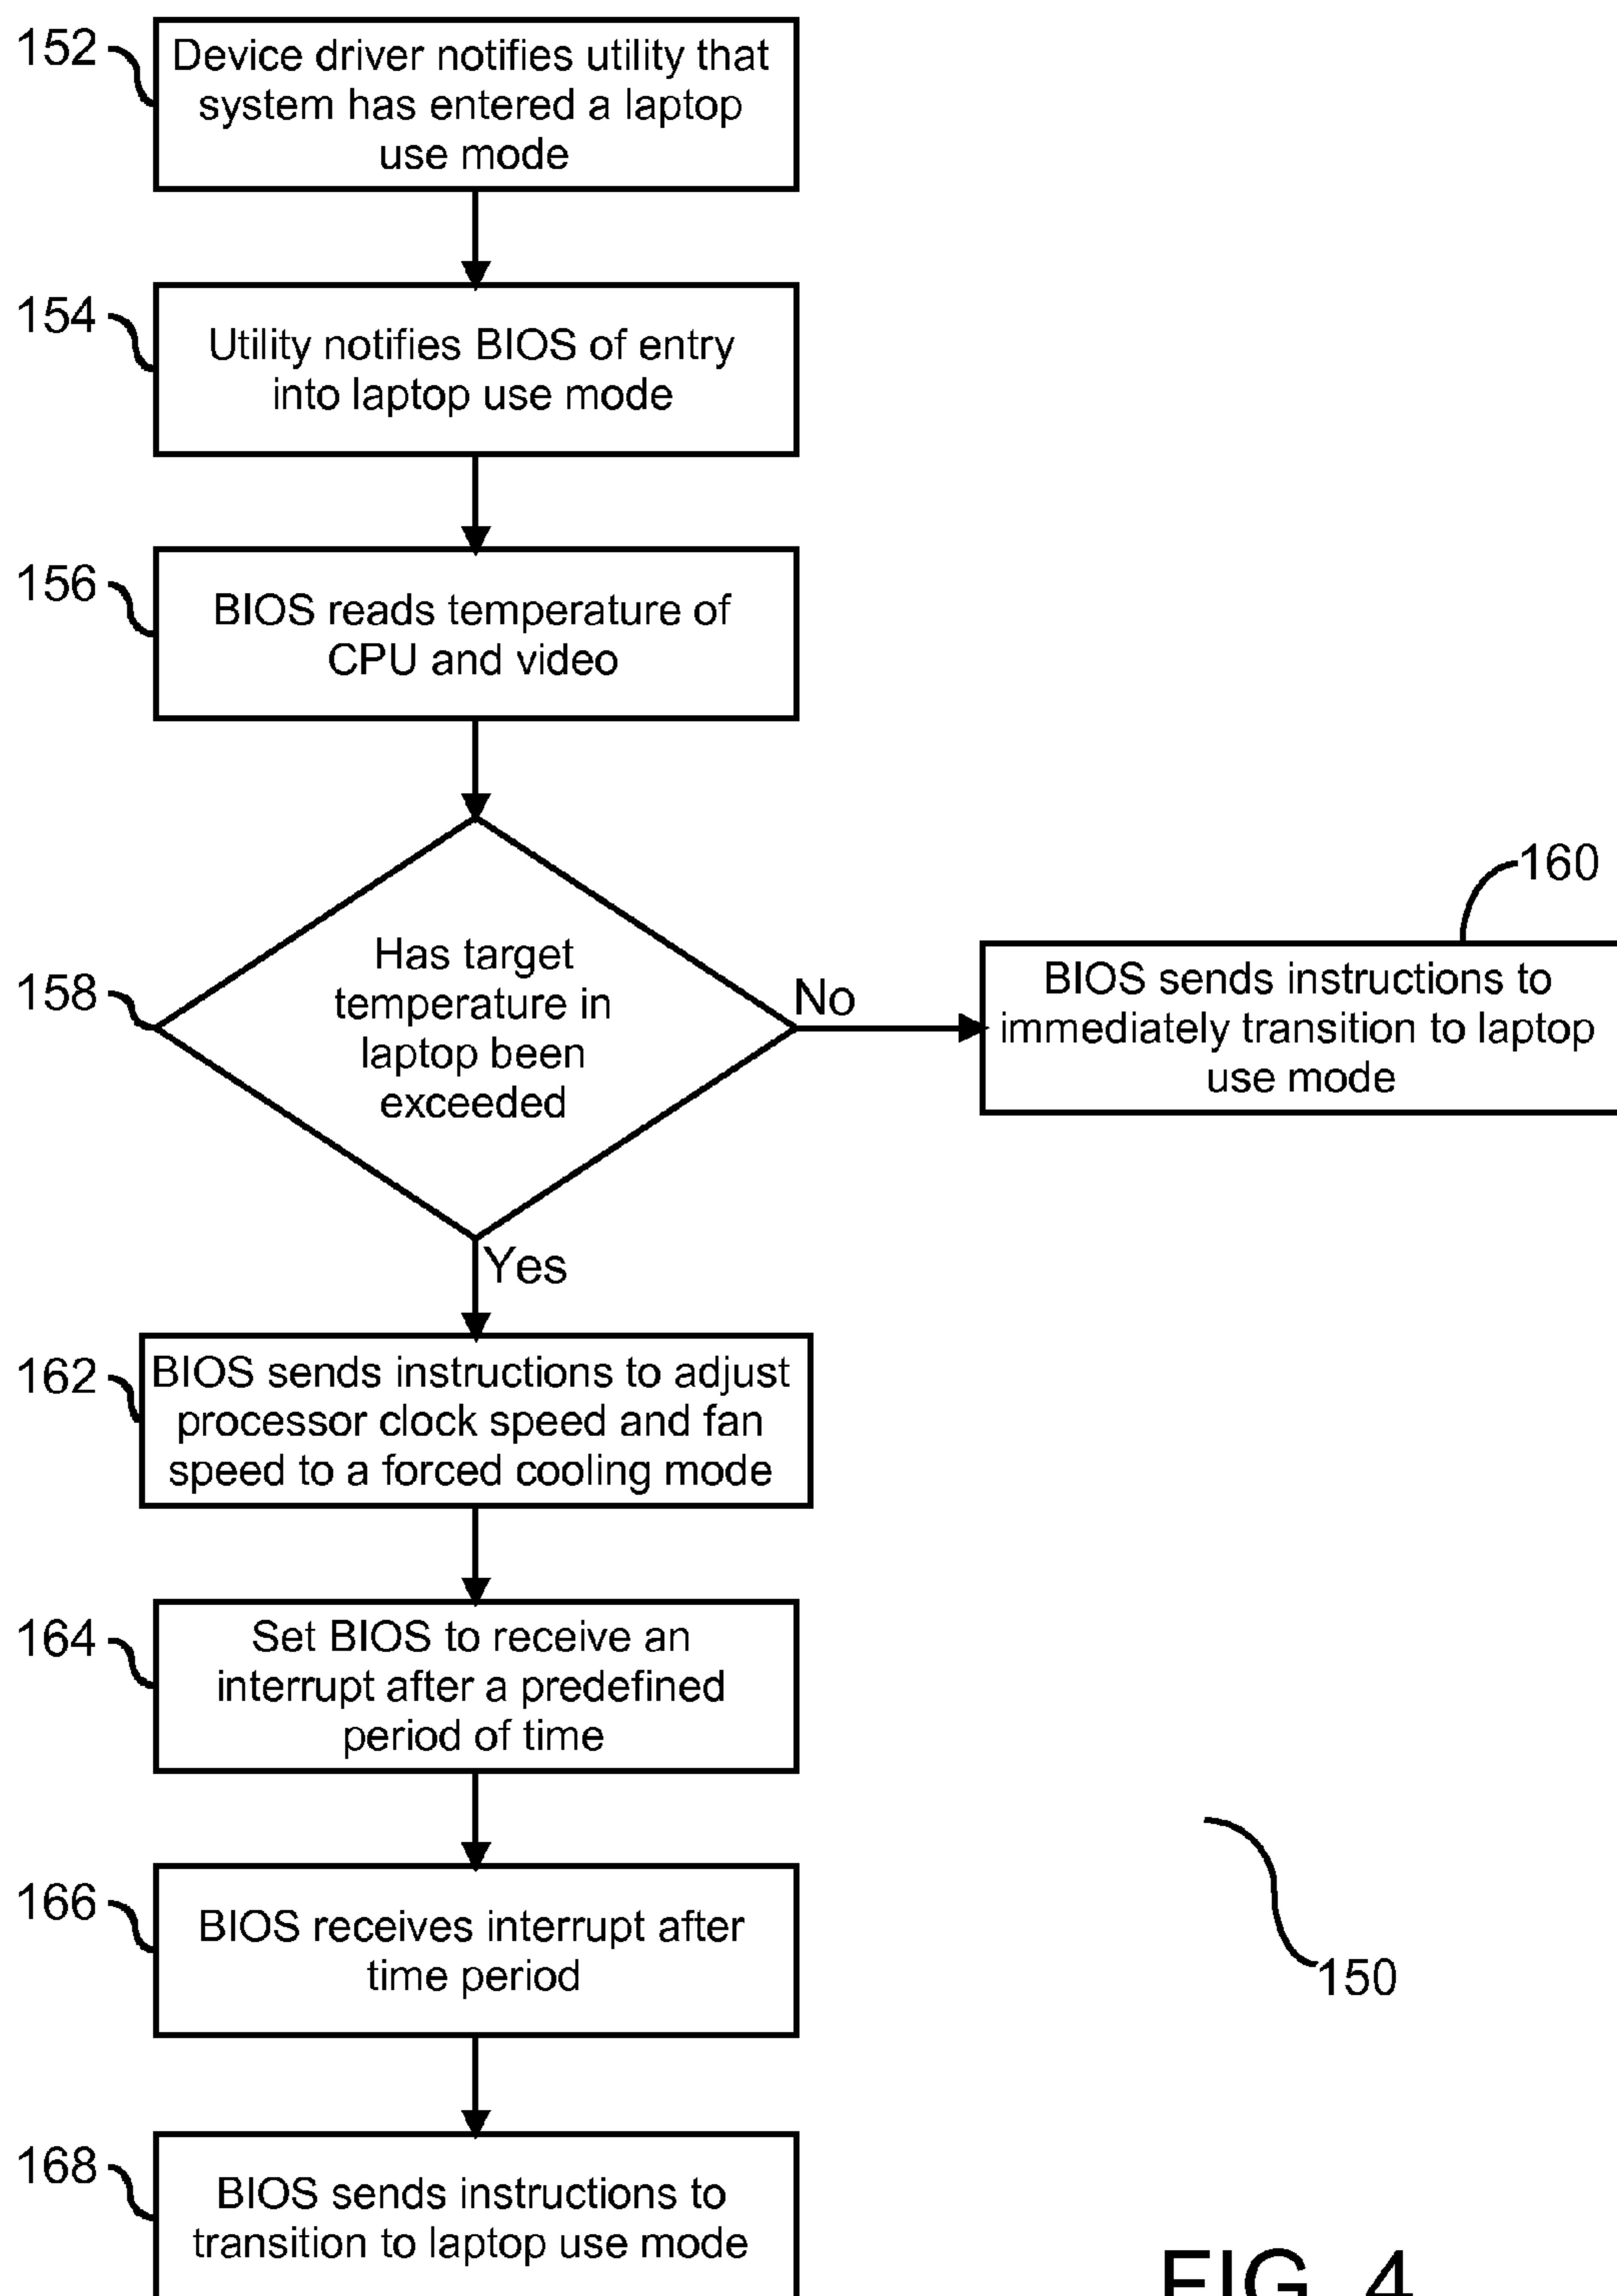 152
Device driver notifies utility that
system has entered a laptop
use mode
154
Utility notifies BIOS of entry
into laptop use mode
156
BIOS reads temperature of
CPU and video
158
Has target
temperature in
laptop been
exceeded
No
160
BIOS sends instructions to
immediately transition to laptop
use mode
Yes
162
BIOS sends instructions to adjust
processor clock speed and fan
speed to a forced cooling mode
164
Set BIOS to receive an
interrupt after a predefined
period of time
166
BIOS receives interrupt after
time period
150
168
BIOS sends instructions to
transition to laptop use mode
FIG. 4